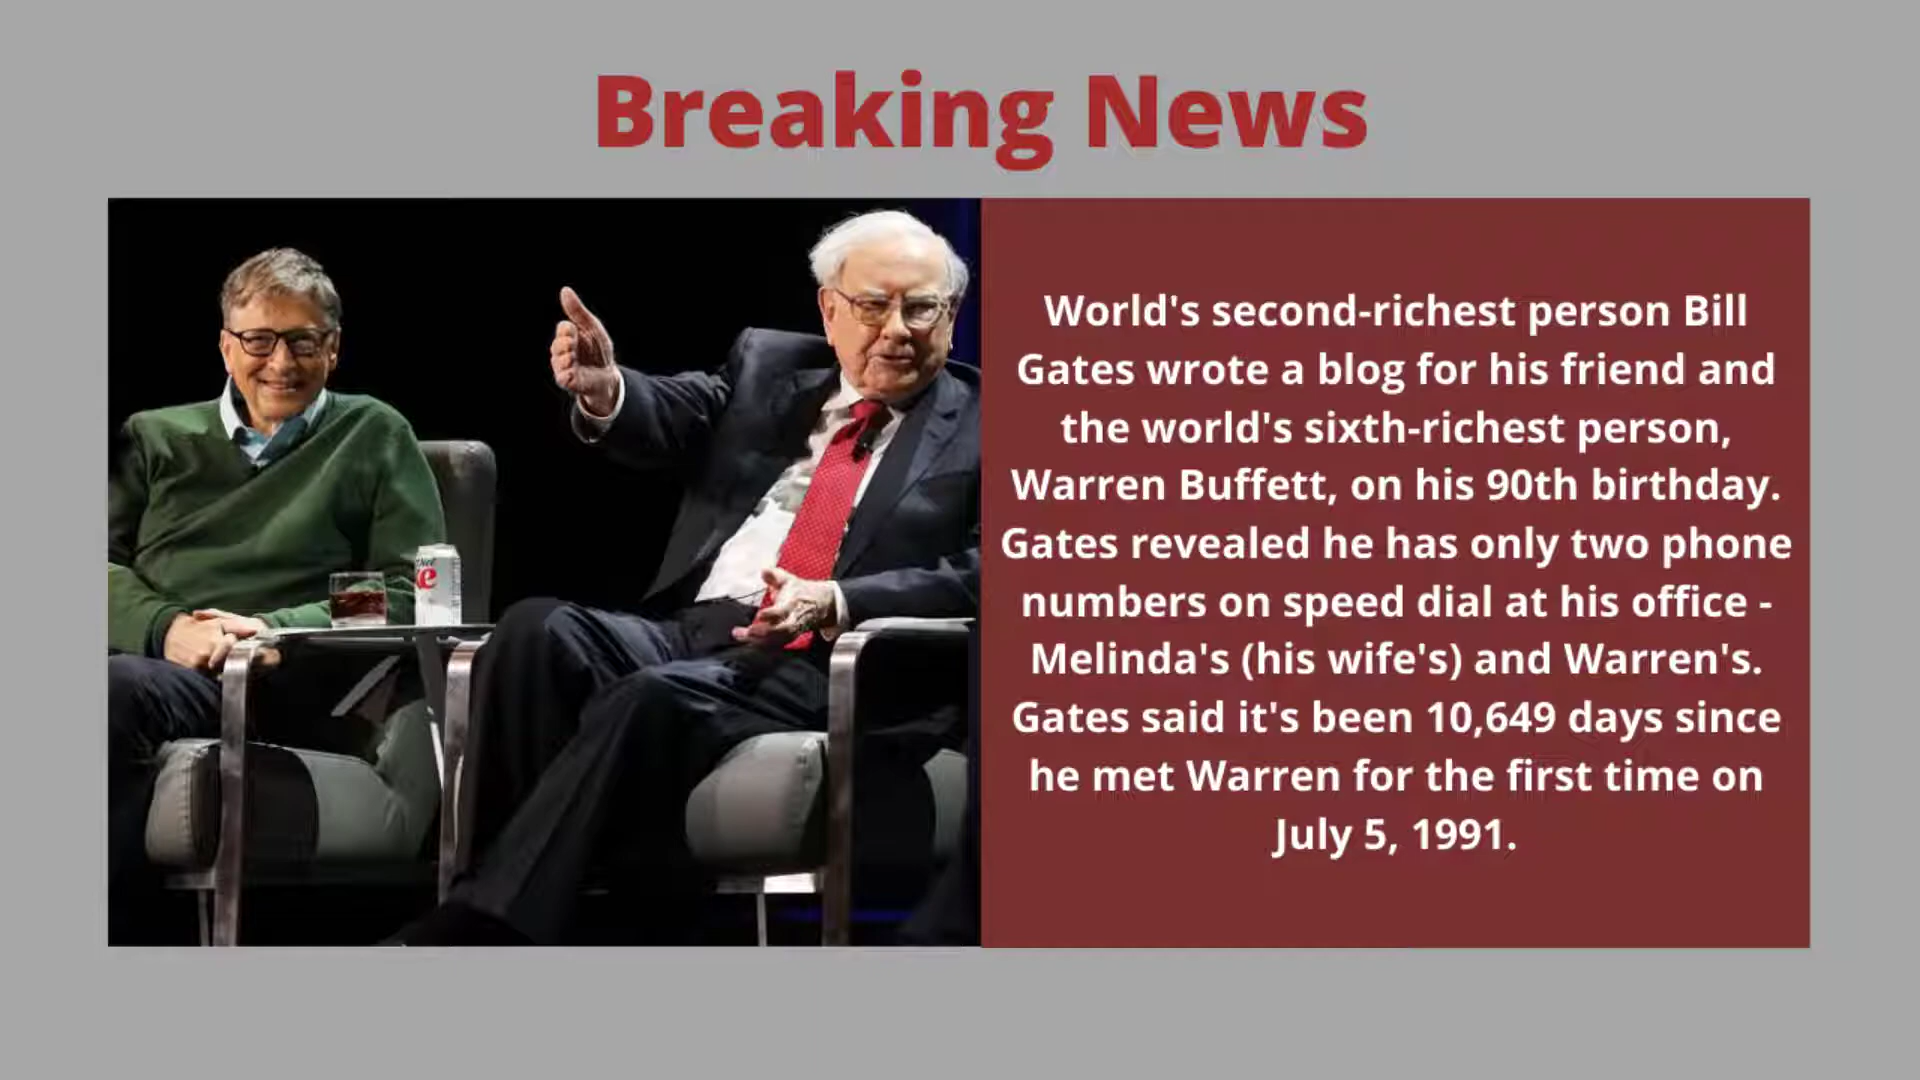 Breaking News
World's second-richest person Bill
Gates wrote a blog for his friend and
the world's sixth-richest person,
Warren Buffett, on his 90th birthday.
Gates revealed he has only two phone
numbers on speed dial at his office -
Melinda's (his wife's) and Warren's.
Gates said it's been 10,649 days since
he met Warren for the first time on
July 5, 1991.